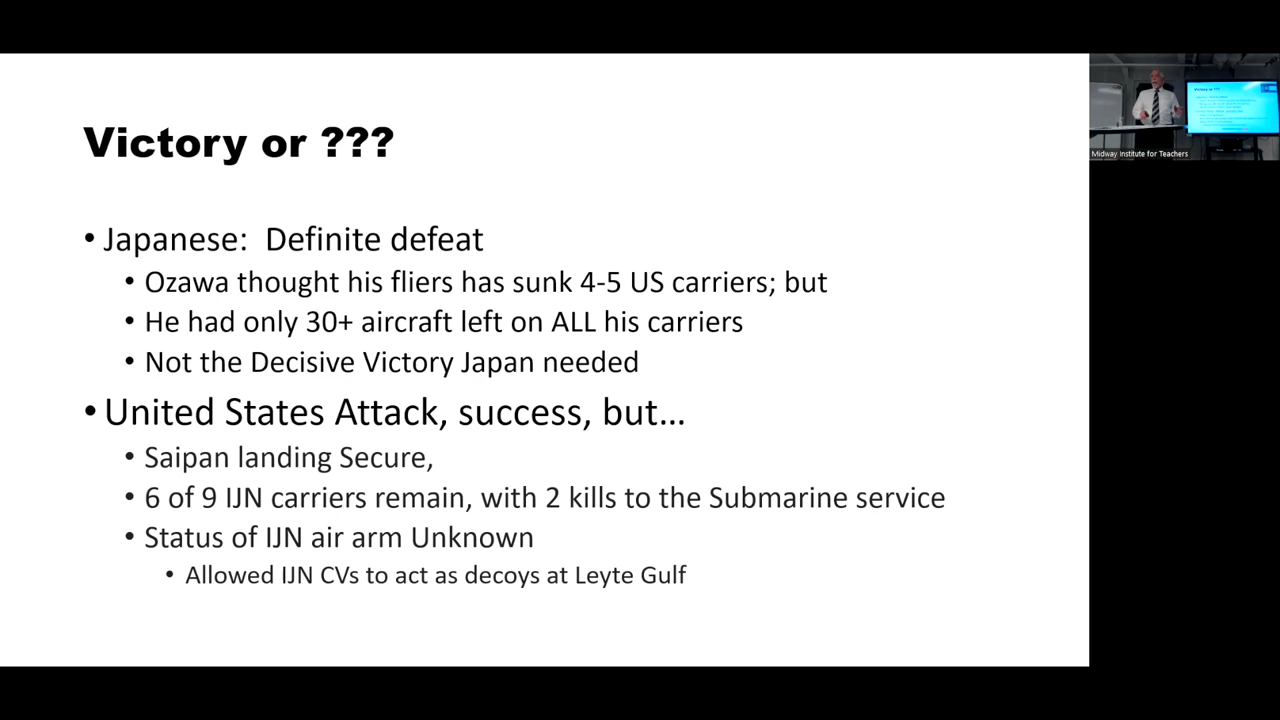 Victory or ???
• Japanese:  Definite defeat
• Ozawa thought his fliers has sunk 4-5 US carriers; but
• He had only 30+ aircraft left on ALL his carriers
• Not the Decisive Victory Japan needed
• United States Attack, success, but…
• Saipan landing Secure,
• 6 of 9 IJN carriers remain, with 2 kills to the Submarine service
• Status of IJN air arm Unknown
• Allowed IJN CVs to act as decoys at Leyte Gulf
Victory or ???
Midway Institute for Teachers